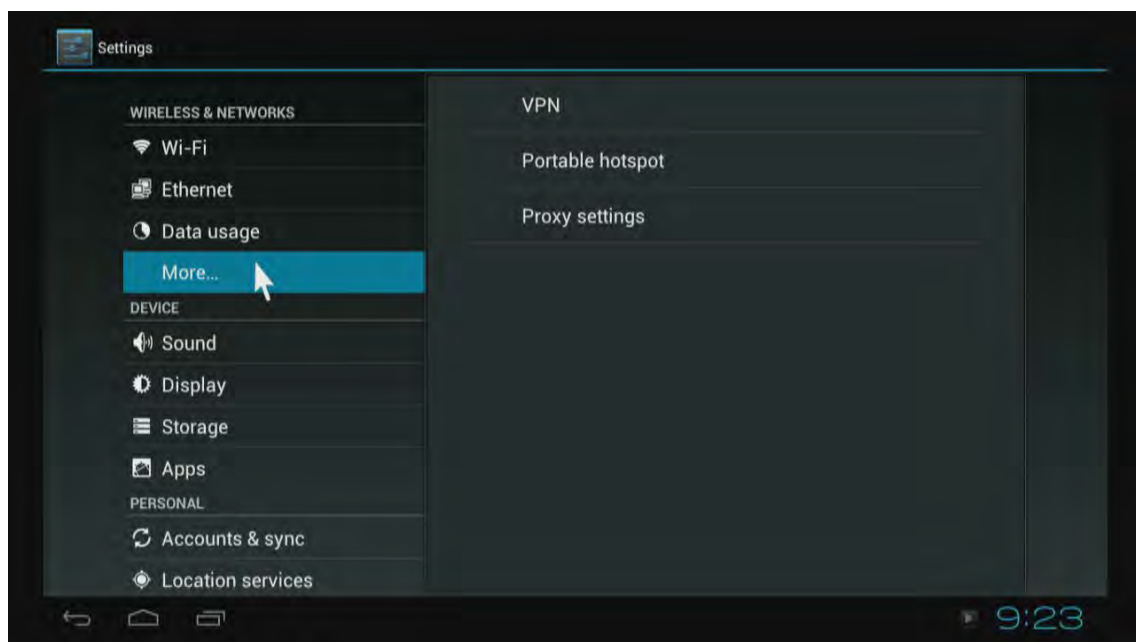 Settings
WIRELESS & NETWORKS
Wi-Fi
Ethernet
Data usage
More...
DEVICE
Sound
Display
Storage
Apps
PERSONAL
Accounts & sync
Location services
VPN
Portable hotspot
Proxy settings
9:23